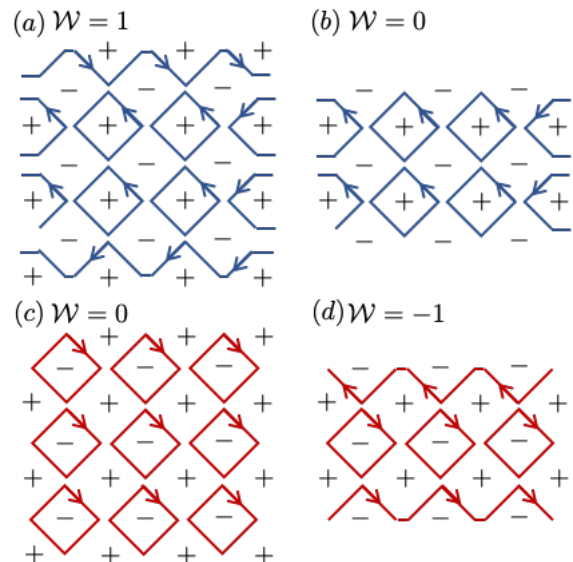 (a) 𝒲 = 1
(b) 𝒲 = 0
(c) 𝒲 = 0
(d) 𝒲 = −1